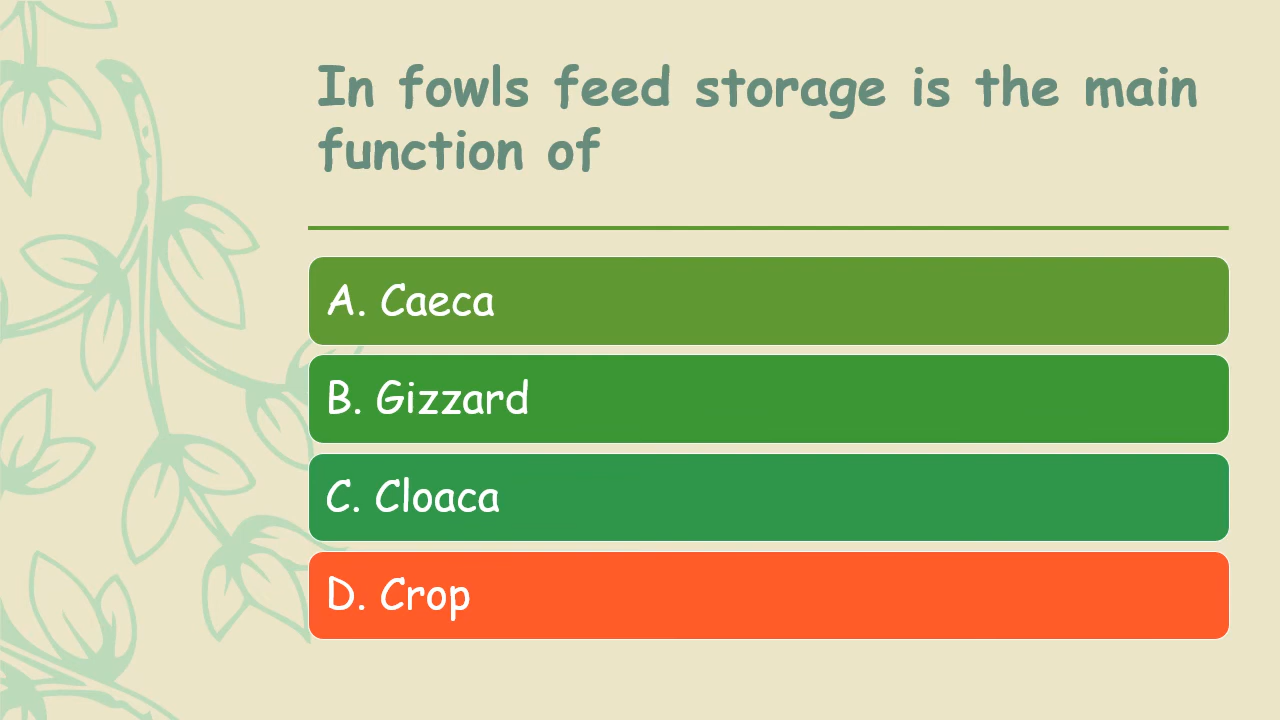 In fowls feed storage is the main
function of
A. Caeca
B. Gizzard
C. Cloaca
D. Crop